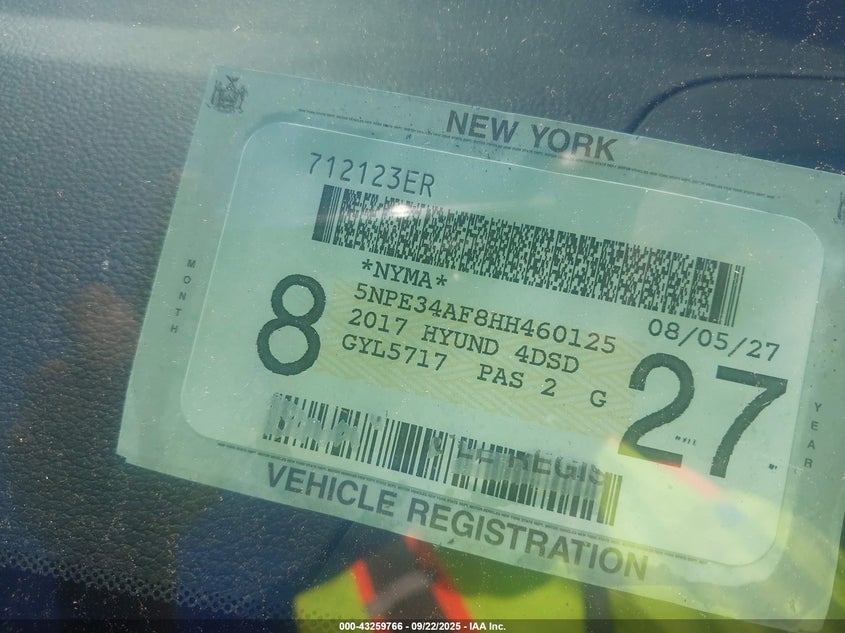 NEW YORK
712123ER
*NYMA*
5NPE34AF8HH460125
08/05/27
2017 HYUND 4DSD
GYL5717 PAS 2 G
MONTH
8
27
YEAR
VEHICLE REGISTRATION
000-43259766 - 09/22/2025 - IAA Inc.